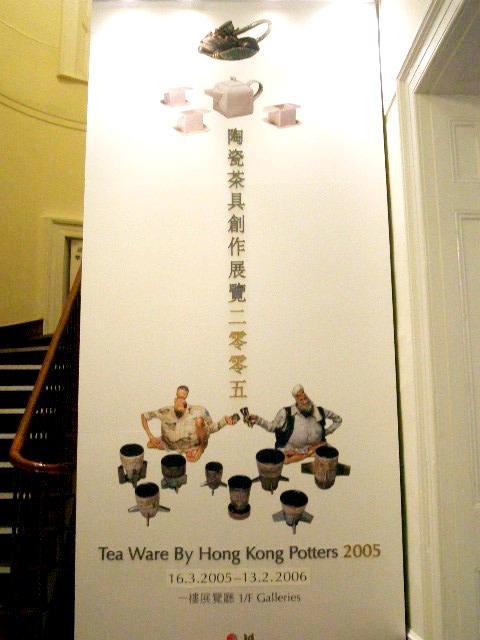 陶瓷茶具創作展覽二零零五
Tea Ware By Hong Kong Potters 2005
16.3.2005–13.2.2006
一樓展覽廳 1/F Galleries